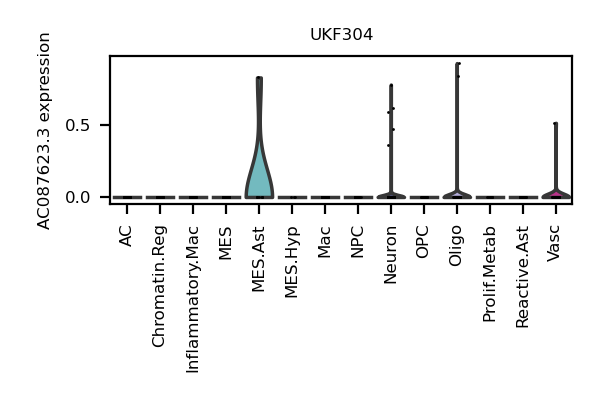 UKF304
AC087623.3 expression
0.5
0.0
AC
Chromatin.Reg
Inflammatory.Mac
MES
MES.Ast
MES.Hyp
Mac
NPC
Neuron
OPC
Oligo
Prolif.Metab
Reactive.Ast
Vasc